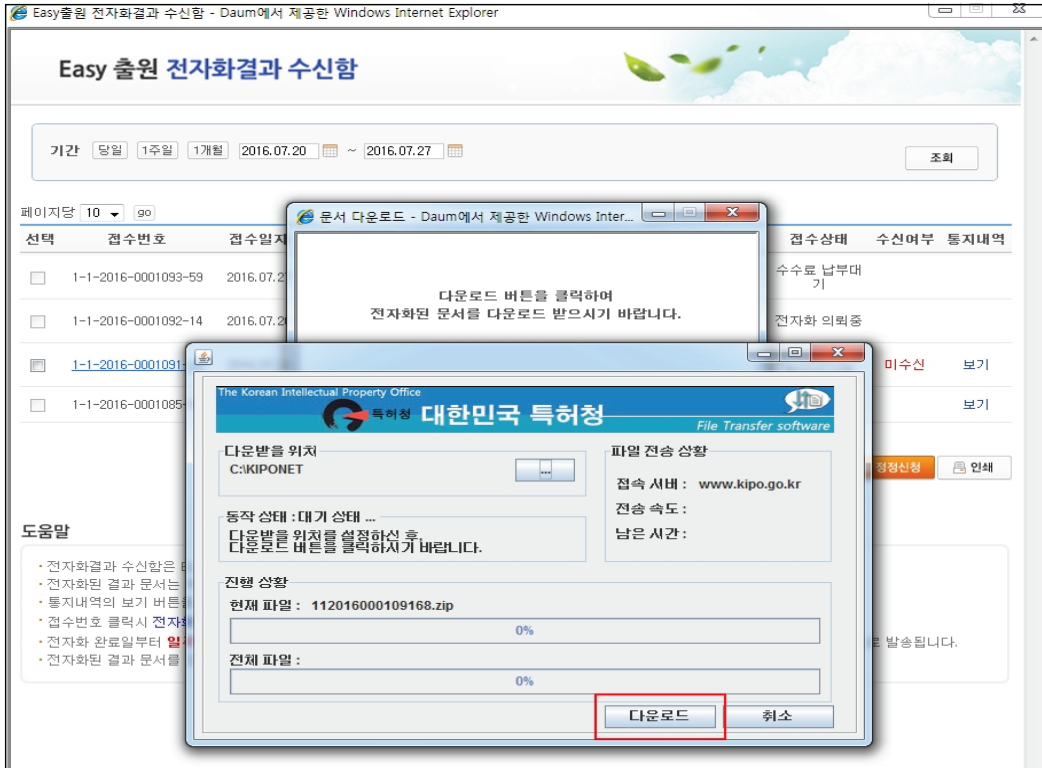 Easy출원 전자화결과 수신함 - Daum에서 제공한 Windows Internet Explorer
Easy 출원 전자화결과 수신함
기간 당일 1주일 1개월 2016.07.20 ~ 2016.07.27
조회
페이지당 10 go
선택 접수번호 접수일자 접수상태 수신여부 통지내역
1-1-2016-0001093-59 2016.07.2 수수료 납부대
기
1-1-2016-0001092-14 2016.07.2 전자화 의뢰중
1-1-2016-0001091- 미수신 보기
1-1-2016-0001085- 보기
정정신청 인쇄
문서 다운로드 - Daum에서 제공한 Windows Inter...
다운로드 버튼을 클릭하여
전자화된 문서를 다운로드 받으시기 바랍니다.
The Korean Intellectual Property Office
특허청 대한민국 특허청
File Transfer software
다운받을 위치
C:\KIPONET
...
동작 상태 : 대기 상태 ...
다운받을 위치를 설정하신 후,
다운로드 버튼을 클릭하시기 바랍니다.
파일 전송 상황
접속 서버 : www.kipo.go.kr
전송 속도 :
남은 시간 :
진행 상황
현재 파일 : 112016000109168.zip
0%
전체 파일 :
0%
다운로드 취소
도움말
· 전자화결과 수신함은
· 전자화된 결과 문서는
· 통지내역의 보기 버튼
· 접수번호 클릭시 전자
· 전자화 완료일부터 로 발송됩니다.
· 전자화된 결과 문서를